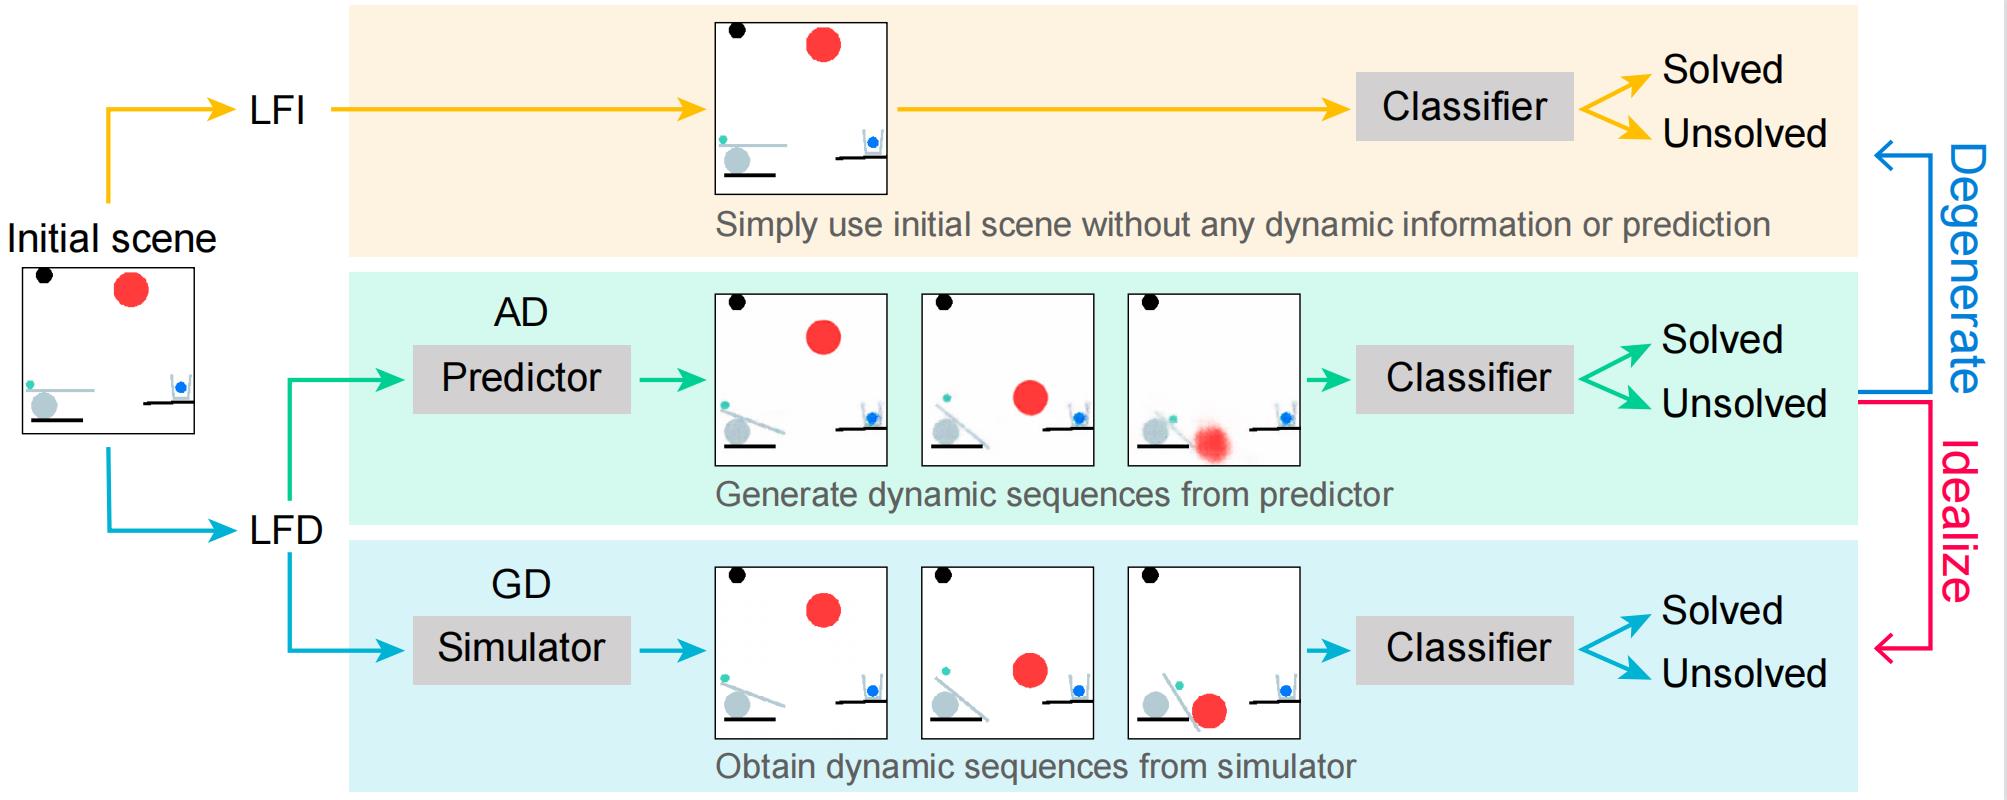 LFI
Classifier
Solved
Unsolved
Simply use initial scene without any dynamic information or prediction
Initial scene
AD
Predictor
Classifier
Solved
Unsolved
Generate dynamic sequences from predictor
LFD
GD
Simulator
Classifier
Solved
Unsolved
Obtain dynamic sequences from simulator
Degenerate
Idealize